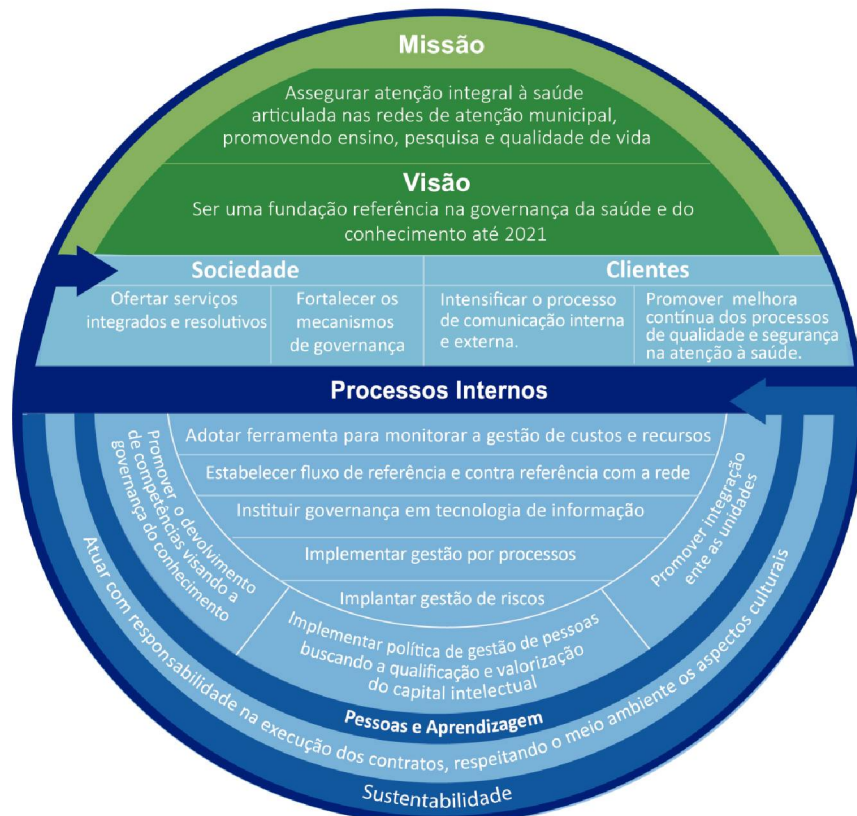 Missão
Assegurar atenção integral à saúde
articulada nas redes de atenção municipal,
promovendo ensino, pesquisa e qualidade de vida
Visão
Ser uma fundação referência na governança da saúde e do
conhecimento até 2021
Sociedade
Ofertar serviços
integrados e resolutivos
Fortalecer os
mecanismos
de governança
Clientes
Intensificar o processo
de comunicação interna
e externa.
Promover melhora
contínua dos processos
de qualidade e segurança
na atenção à saúde.
Processos Internos
Adotar ferramenta para monitorar a gestão de custos e recursos
Estabelecer fluxo de referência e contra referência com a rede
Instituir governança em tecnologia de informação
Implementar gestão por processos
Implantar gestão de riscos
Promover o devolvimento
de competências visando a
governança do conhecimento
Implementar política de gestão de pessoas
buscando a qualificação e valorização
do capital intelectual
Promover integração
ente as unidades
Pessoas e Aprendizagem
Atuar com responsabilidade na execução dos contratos, respeitando o meio ambiente os aspectos culturais
Sustentabilidade